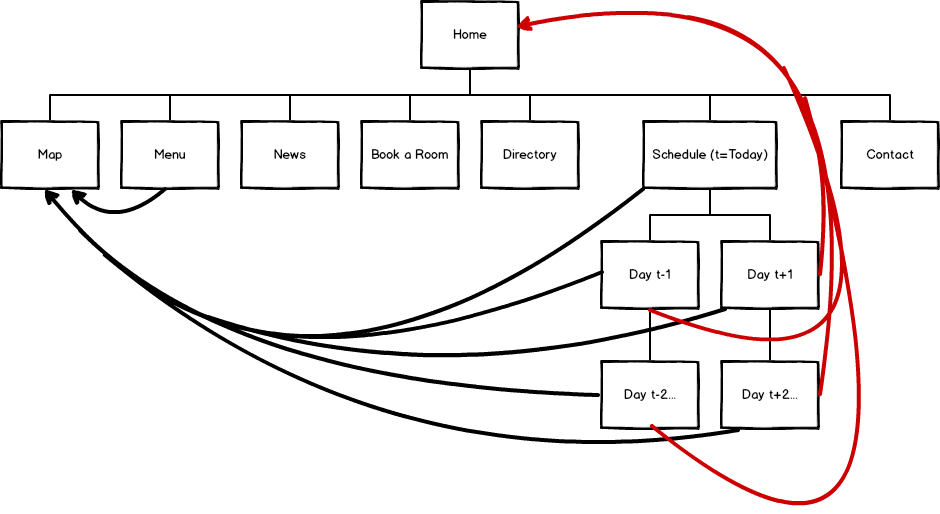 Home
Map
Menu
News
Book a Room
Directory
Schedule (t=Today)
Contact
Day t-1
Day t+1
Day t-2...
Day t+2...